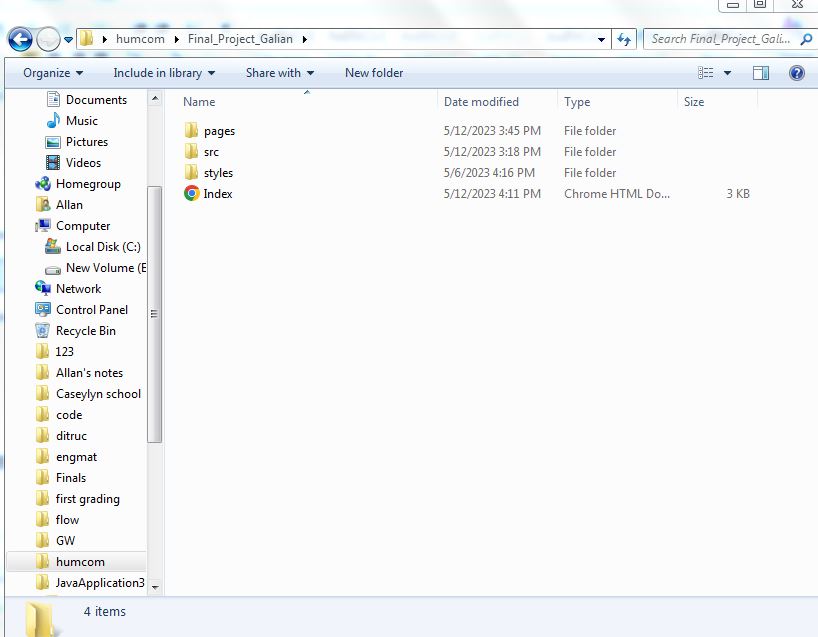 humcom Final_Project_Galian Search Final_Project_Gali...
Organize Include in library Share with New folder
Name Date modified Type Size
pages 5/12/2023 3:45 PM File folder
src 5/12/2023 3:18 PM File folder
styles 5/6/2023 4:16 PM File folder
Index 5/12/2023 4:11 PM Chrome HTML Do... 3 KB
Documents
Music
Pictures
Videos
Homegroup
Allan
Computer
Local Disk (C:)
New Volume (E
Network
Control Panel
Recycle Bin
123
Allan's notes
Caseylyn school
code
ditruc
engmat
Finals
first grading
flow
GW
humcom
JavaApplication3
4 items